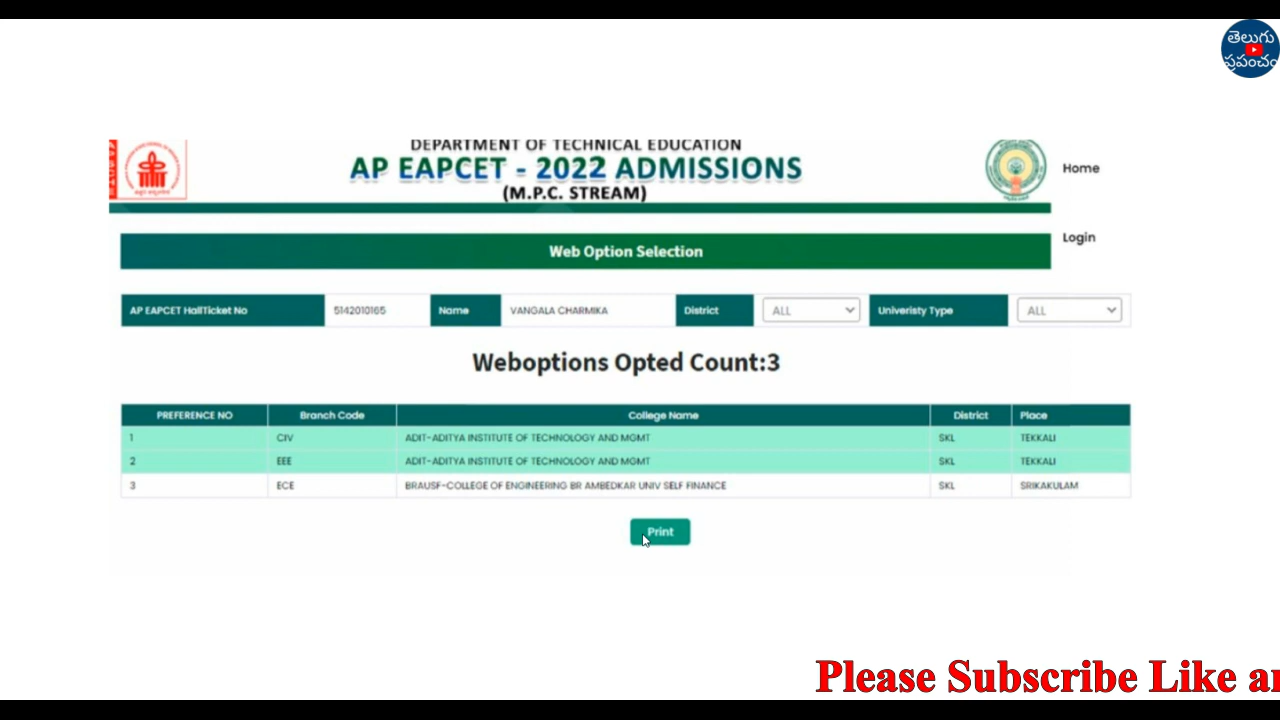 తెలుగు
ప్రపంచం
DEPARTMENT OF TECHNICAL EDUCATION
AP EAPCET - 2022 ADMISSIONS
(M.P.C. STREAM)
Home
Login
Web Option Selection
AP EAPCET HallTicket No 5142010165 Name VANGALA CHARMIKA District ALL Univeristy Type ALL
Weboptions Opted Count:3
PREFERENCE NO Branch Code College Name District Place
1 CIV ADIT-ADITYA INSTITUTE OF TECHNOLOGY AND MGMT SKL TEKKALI
2 EEE ADIT-ADITYA INSTITUTE OF TECHNOLOGY AND MGMT SKL TEKKALI
3 ECE BRAUSF-COLLEGE OF ENGINEERING BR AMBEDKAR UNIV SELF FINANCE SKL SRIKAKULAM
Print
Please Subscribe Like